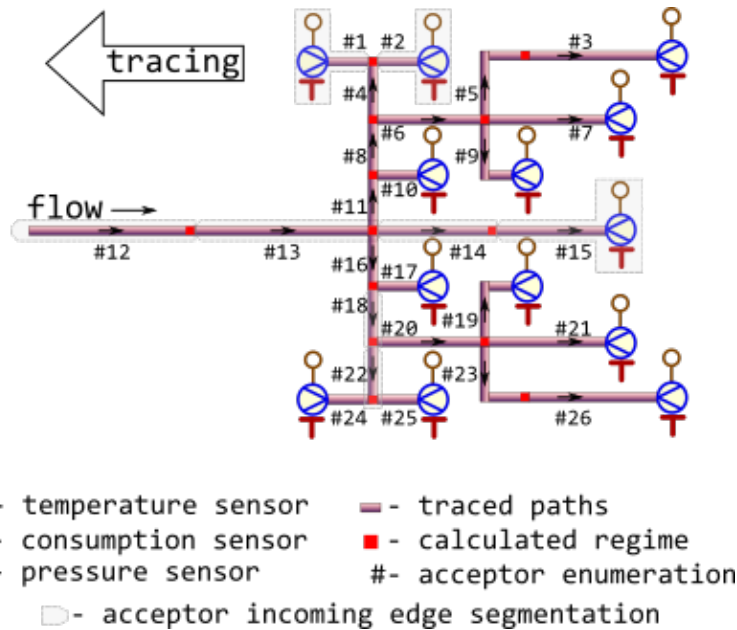 #1 #2 #3
tracing
#4 #5
#6 #7
#8 #9
#10
flow #11
#12 #13 #14 #15
#16 #17
#18 #19
#20 #21
#22 #23
#24 #25 #26
- temperature sensor - traced paths
- consumption sensor - calculated regime
- pressure sensor #- acceptor enumeration
- acceptor incoming edge segmentation